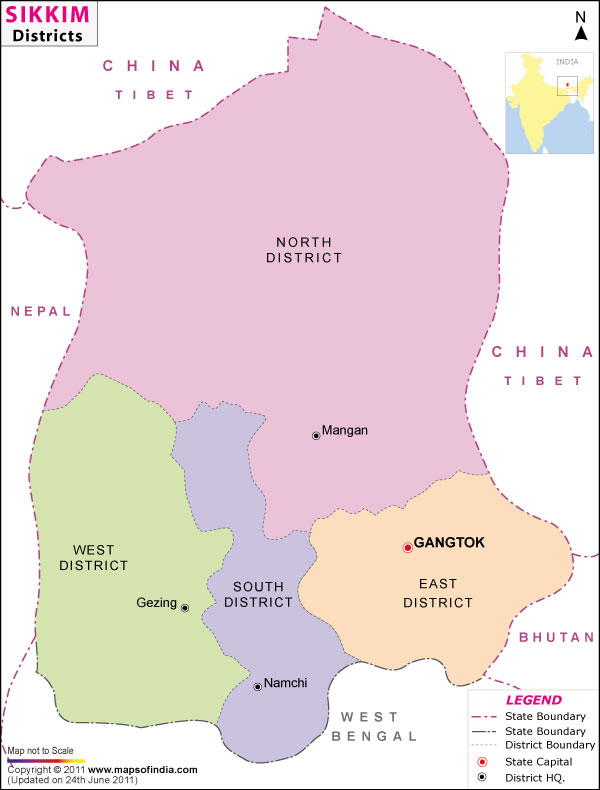 SIKKIM
Districts
N
INDIA
CHINA
TIBET
NORTH
DISTRICT
NEPAL
CHINA
TIBET
Mangan
GANGTOK
WEST
DISTRICT
EAST
DISTRICT
SOUTH
DISTRICT
Gezing
BHUTAN
Namchi
WEST
BENGAL
LEGEND
State Boundary
State Boundary
District Boundary
State Capital
District HQ.
Map not to Scale
Copyright © 2011 www.mapsofindia.com
(Updated on 24th June 2011)